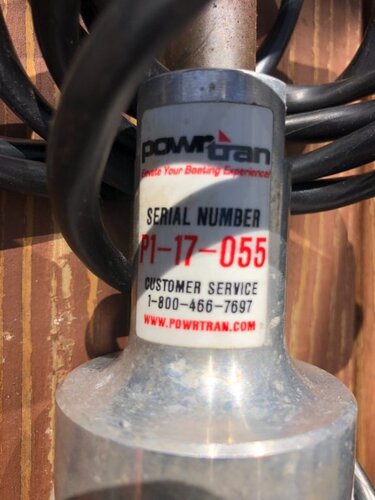 powrtran
Elevate Your Boating Experience!
SERIAL NUMBER
P1-17-055
CUSTOMER SERVICE
1-800-466-7697
WWW.POWRTRAN.COM